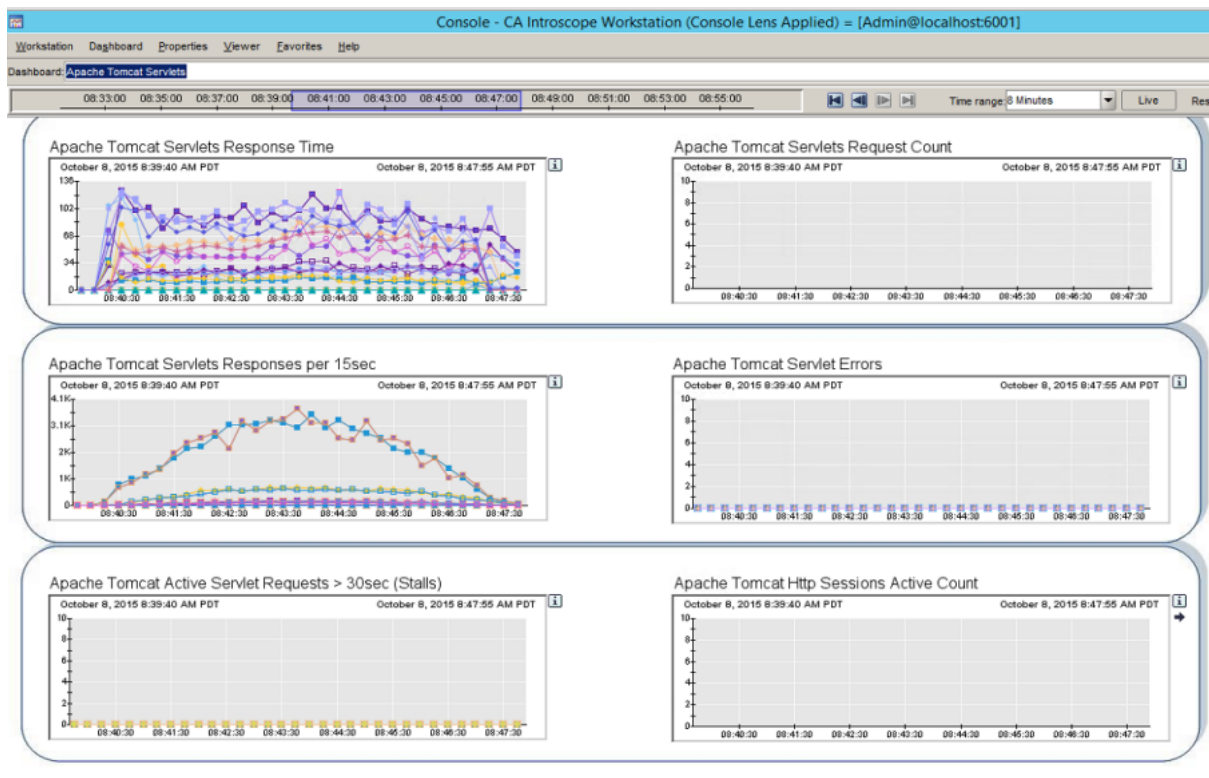 Console - CA Introscope Workstation (Console Lens Applied) = [Admin@localhost:6001]
Workstation Dashboard Properties Viewer Favorites Help
Dashboard: Apache Tomcat Servlets
08:33:00 08:35:00 08:37:00 08:39:00 08:41:00 08:43:00 08:45:00 08:47:00 08:49:00 08:51:00 08:53:00 08:55:00 Time range: 8 Minutes Live Res
Apache Tomcat Servlets Response Time
October 8, 2015 8:39:40 AM PDT October 8, 2015 8:47:55 AM PDT
136
102
68
34
0
08:40:30 08:41:30 08:42:30 08:43:30 08:44:30 08:45:30 08:46:30 08:47:30
Apache Tomcat Servlets Request Count
October 8, 2015 8:39:40 AM PDT October 8, 2015 8:47:55 AM PDT
10
8
6
4
2
0
08:40:30 08:41:30 08:42:30 08:43:30 08:44:30 08:45:30 08:46:30 08:47:30
Apache Tomcat Servlets Responses per 15sec
October 8, 2015 8:39:40 AM PDT October 8, 2015 8:47:55 AM PDT
4.1K
3.1K
2K
1K
0
08:40:30 08:41:30 08:42:30 08:43:30 08:44:30 08:45:30 08:46:30 08:47:30
Apache Tomcat Servlet Errors
October 8, 2015 8:39:40 AM PDT October 8, 2015 8:47:55 AM PDT
10
8
6
4
2
0
08:40:30 08:41:30 08:42:30 08:43:30 08:44:30 08:45:30 08:46:30 08:47:30
Apache Tomcat Active Servlet Requests > 30sec (Stalls)
October 8, 2015 8:39:40 AM PDT October 8, 2015 8:47:55 AM PDT
10
8
6
4
2
0
08:40:30 08:41:30 08:42:30 08:43:30 08:44:30 08:45:30 08:46:30 08:47:30
Apache Tomcat Http Sessions Active Count
October 8, 2015 8:39:40 AM PDT October 8, 2015 8:47:55 AM PDT
10
8
6
4
2
0
08:40:30 08:41:30 08:42:30 08:43:30 08:44:30 08:45:30 08:46:30 08:47:30